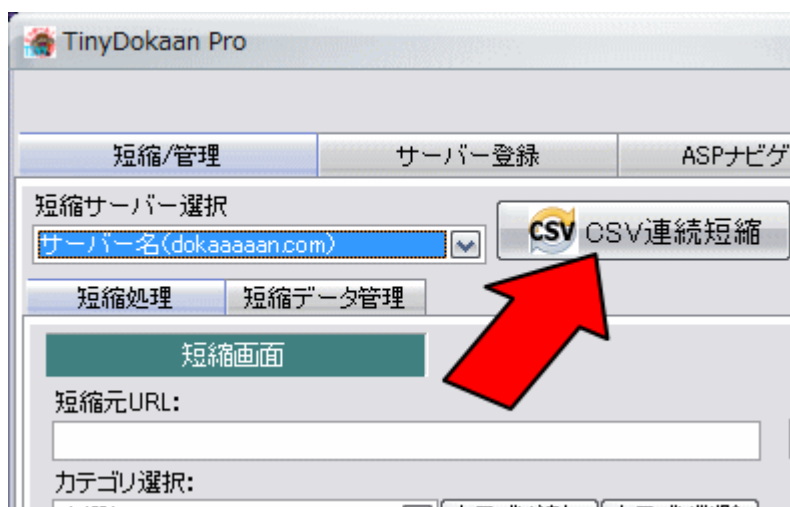 TinyDokaan Pro
短縮/管理 サーバー登録 ASPナビゲ
短縮サーバー選択
サーバー名(dokaaaaan.com)
CSV CSV連続短縮
短縮処理 短縮データ管理
短縮画面
短縮元URL:
カテゴリ選択: